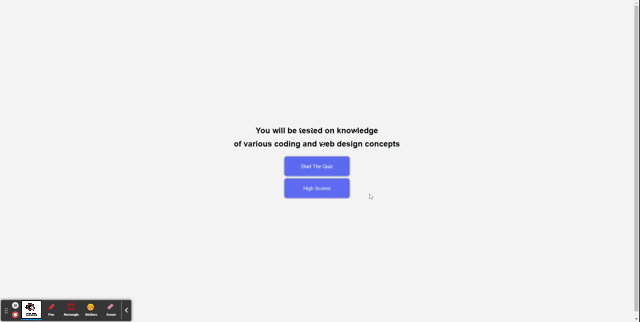 You will be tested on knowledge
of various coding and web design concepts
Start The Quiz
High Scores
Pen
Rectangle
Stickers
Eraser